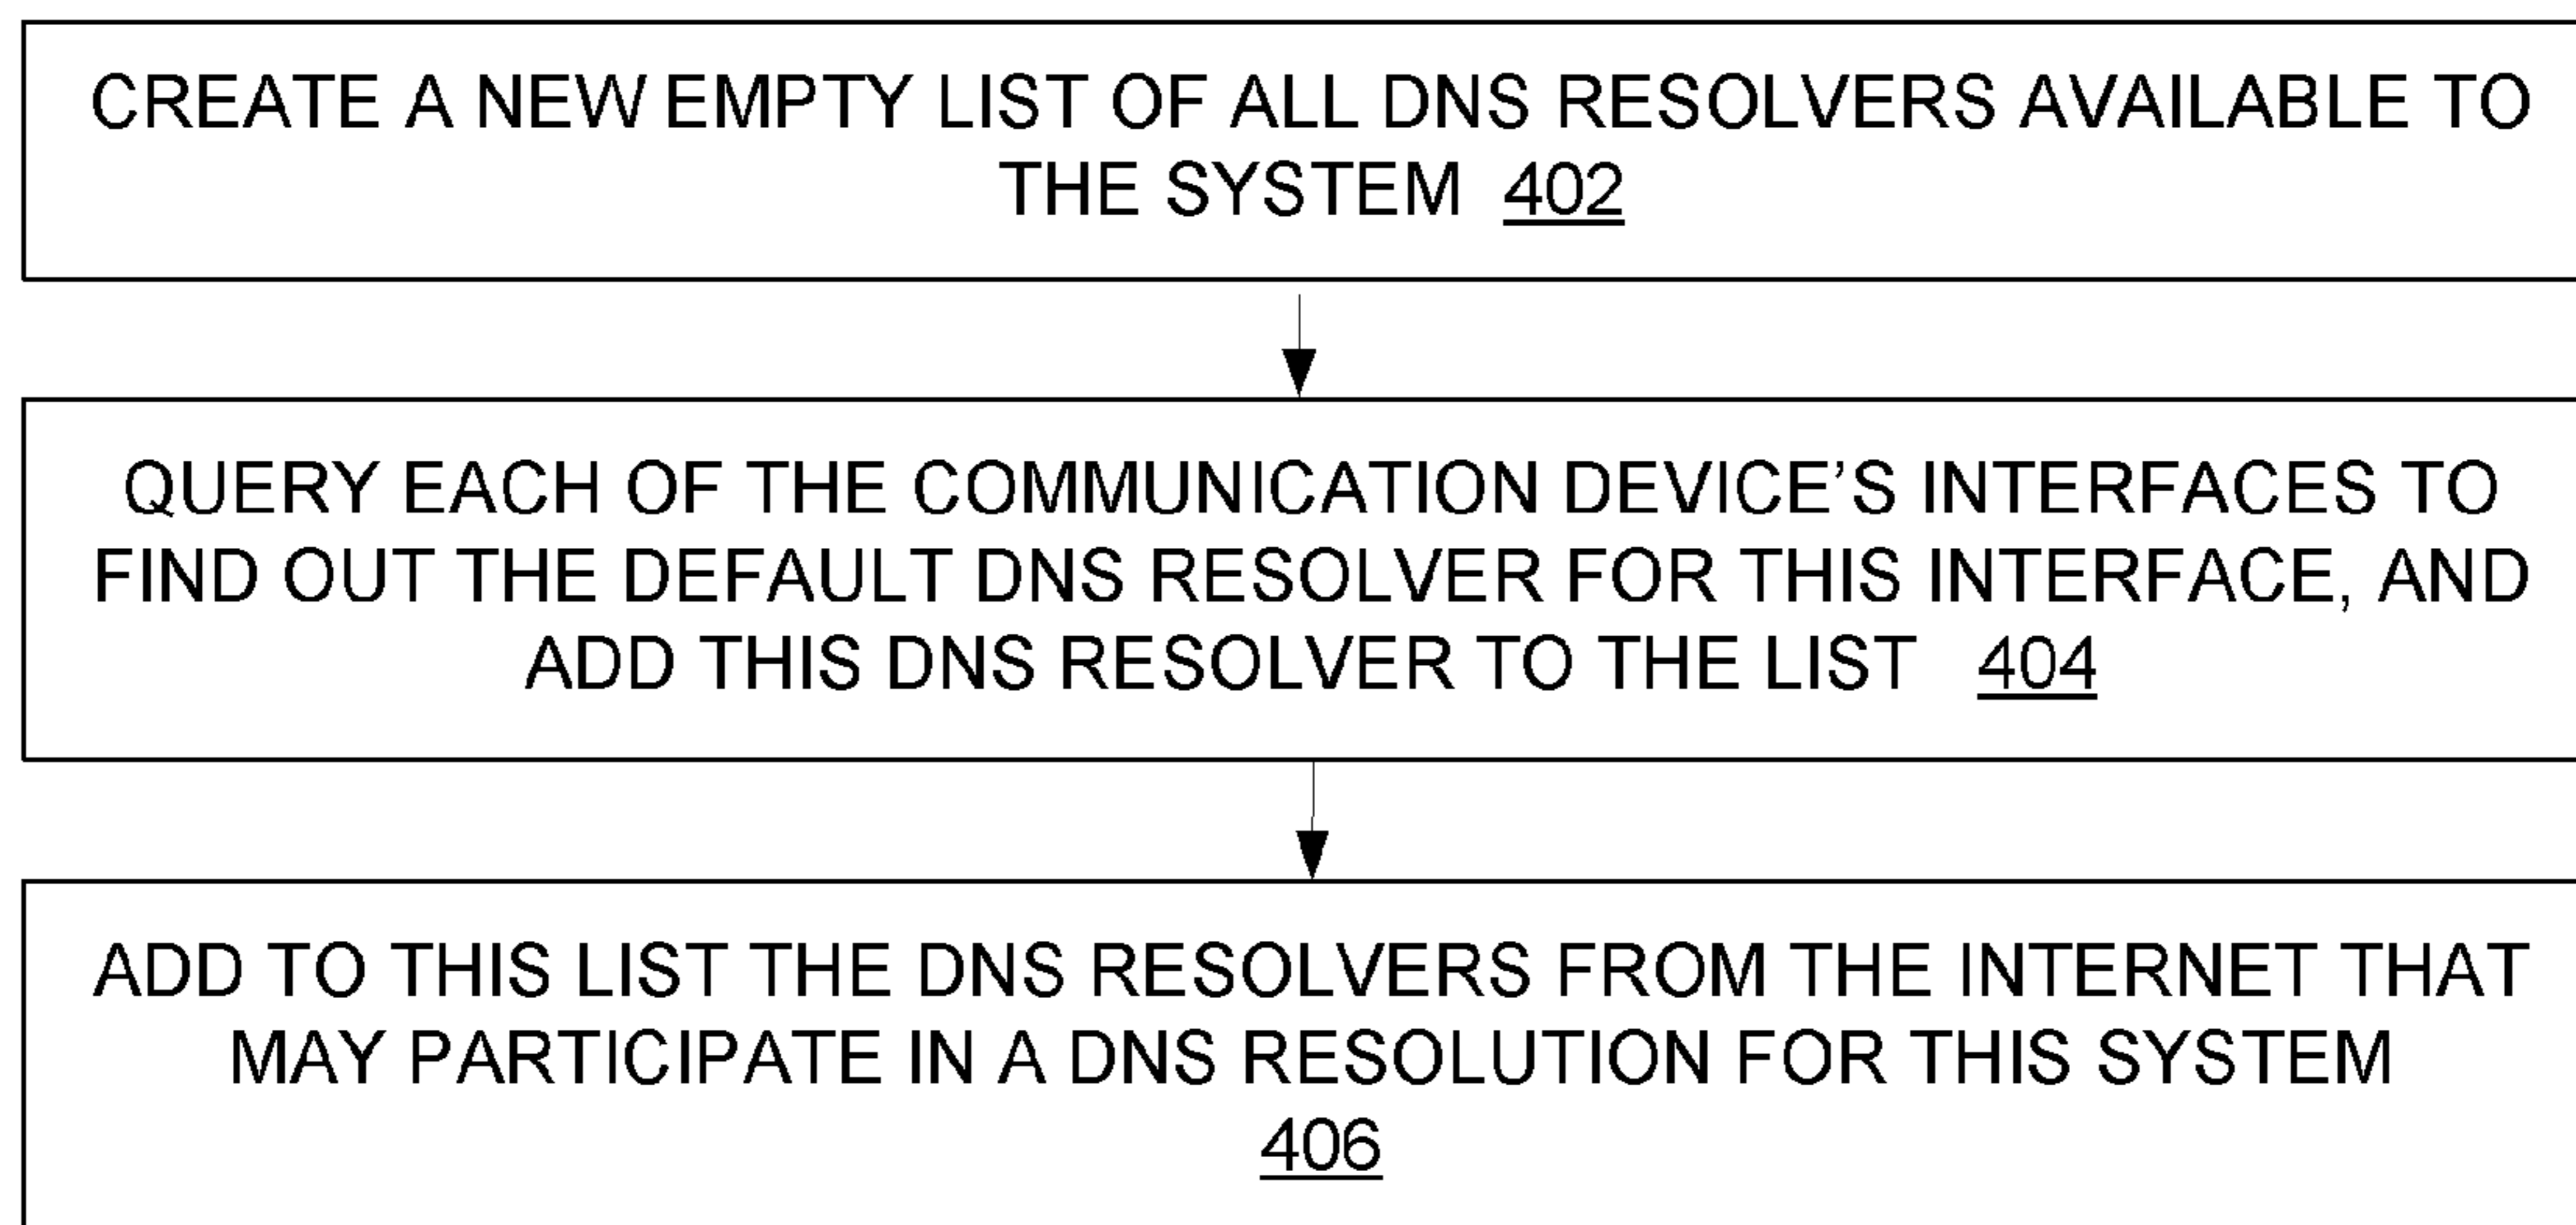 CREATE A NEW EMPTY LIST OF ALL DNS RESOLVERS AVAILABLE TO
THE SYSTEM 402
QUERY EACH OF THE COMMUNICATION DEVICE’S INTERFACES TO
FIND OUT THE DEFAULT DNS RESOLVER FOR THIS INTERFACE, AND
ADD THIS DNS RESOLVER TO THE LIST 404
ADD TO THIS LIST THE DNS RESOLVERS FROM THE INTERNET THAT
MAY PARTICIPATE IN A DNS RESOLUTION FOR THIS SYSTEM
406